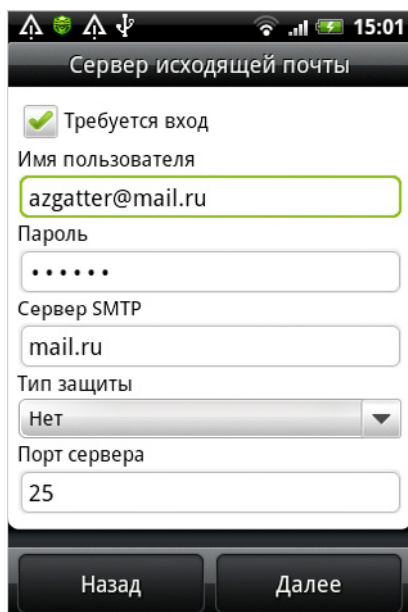 15:01
Сервер исходящей почты
Требуется вход
Имя пользователя
azgatter@mail.ru
Пароль
••••••
Сервер SMTP
mail.ru
Тип защиты
Нет
Порт сервера
25
Назад Далее